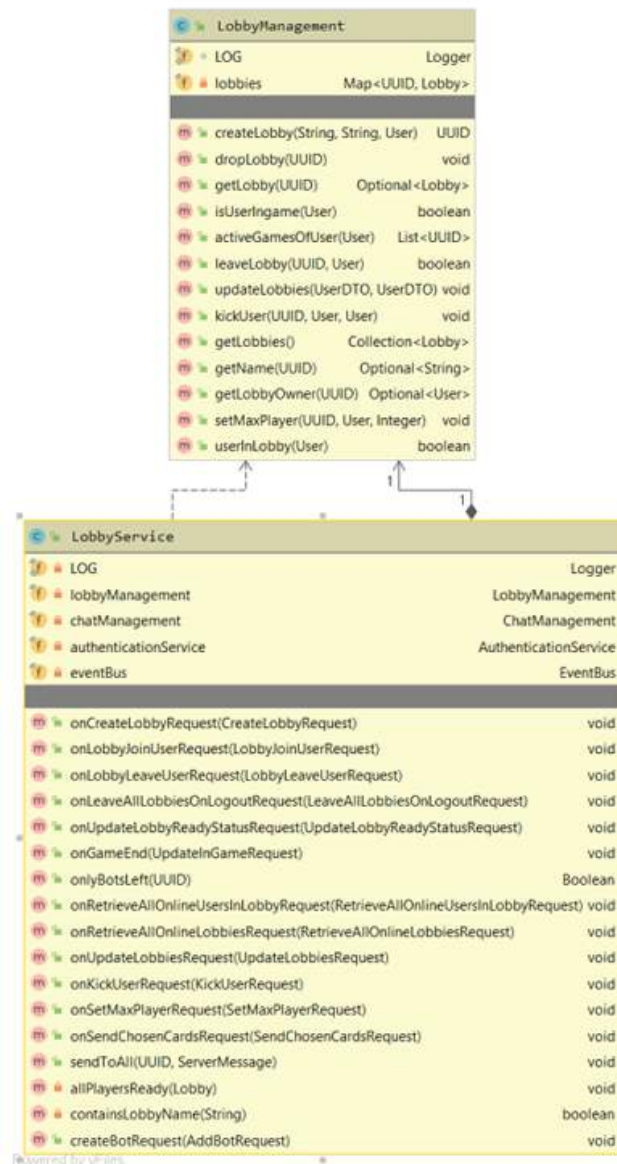 LobbyManagement
LOG Logger
lobbies Map<UUID, Lobby>
createLobby(String, String, User) UUID
dropLobby(UUID) void
getLobby(UUID) Optional<Lobby>
isUserIngame(User) boolean
activeGamesOfUser(User) List<UUID>
leaveLobby(UUID, User) boolean
updateLobbies(UserDTO, UserDTO) void
kickUser(UUID, User, User) void
getLobbies() Collection<Lobby>
getName(UUID) Optional<String>
getLobbyOwner(UUID) Optional<User>
setMaxPlayer(UUID, User, Integer) void
userInLobby(User) boolean
1
1
LobbyService
LOG Logger
lobbyManagement LobbyManagement
chatManagement ChatManagement
authenticationService AuthenticationService
eventBus EventBus
onCreateLobbyRequest(CreateLobbyRequest) void
onLobbyJoinUserRequest(LobbyJoinUserRequest) void
onLobbyLeaveUserRequest(LobbyLeaveUserRequest) void
onLeaveAllLobbiesOnLogoutRequest(LeaveAllLobbiesOnLogoutRequest) void
onUpdateLobbyReadyStatusRequest(UpdateLobbyReadyStatusRequest) void
onGameEnd(UpdateInGameRequest) void
onlyBotsLeft(UUID) Boolean
onRetrieveAllOnlineUsersInLobbyRequest(RetrieveAllOnlineUsersInLobbyRequest) void
onRetrieveAllOnlineLobbiesRequest(RetrieveAllOnlineLobbiesRequest) void
onUpdateLobbiesRequest(UpdateLobbiesRequest) void
onKickUserRequest(KickUserRequest) void
onSetMaxPlayerRequest(SetMaxPlayerRequest) void
onSendChosenCardsRequest(SendChosenCardsRequest) void
sendToAll(UUID, ServerMessage) void
allPlayersReady(Lobby) void
containsLobbyName(String) boolean
createBotRequest(AddBotRequest) void
Powered by yFiles